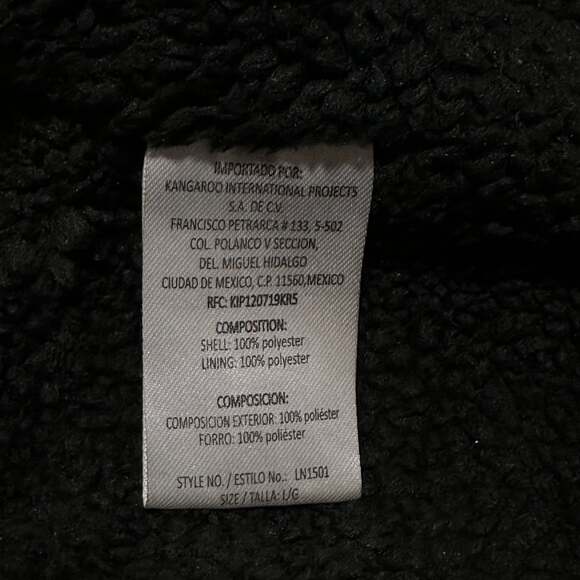 IMPORTADO POR:
KANGAROO INTERNATIONAL PROJECTS
S.A. DE C.V.
FRANCISCO PETRARCA # 133, 5-502
COL. POLANCO V SECCION,
DEL. MIGUEL HIDALGO
CIUDAD DE MEXICO, C.P. 11560,MEXICO
RFC: KIP120719KR5
COMPOSITION:
SHELL: 100% polyester
LINING: 100% polyester
COMPOSICION:
COMPOSICION EXTERIOR: 100% poliéster
FORRO: 100% poliéster
STYLE NO. / ESTILO No.: LN1501
SIZE / TALLA: L/G